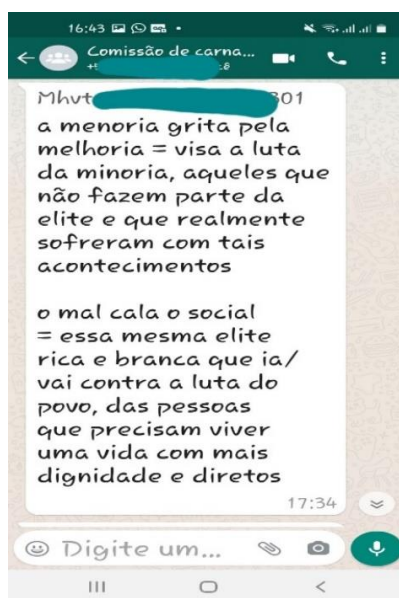 16:43
Comissão de carna...
Mhvt 301
a menoria grita pela
melhoria = visa a luta
da minoria, aqueles que
não fazem parte da
elite e que realmente
sofreram com tais
acontecimentos
o mal cala o social
= essa mesma elite
rica e branca que ia/
vai contra a luta do
povo, das pessoas
que precisam viver
uma vida com mais
dignidade e diretos
17:34
Digite um...